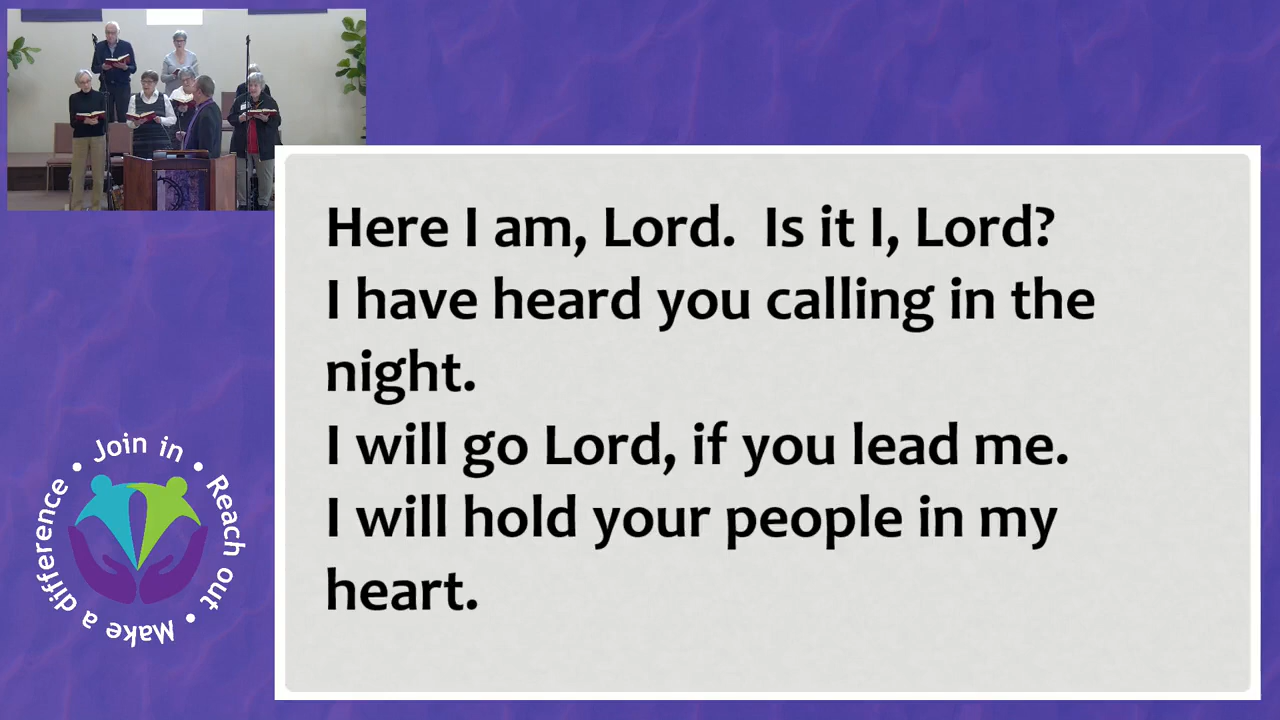 Here I am, Lord.  Is it I, Lord?
I have heard you calling in the
night.
I will go Lord, if you lead me.
I will hold your people in my
heart.
Join in • Reach out • Make a difference •